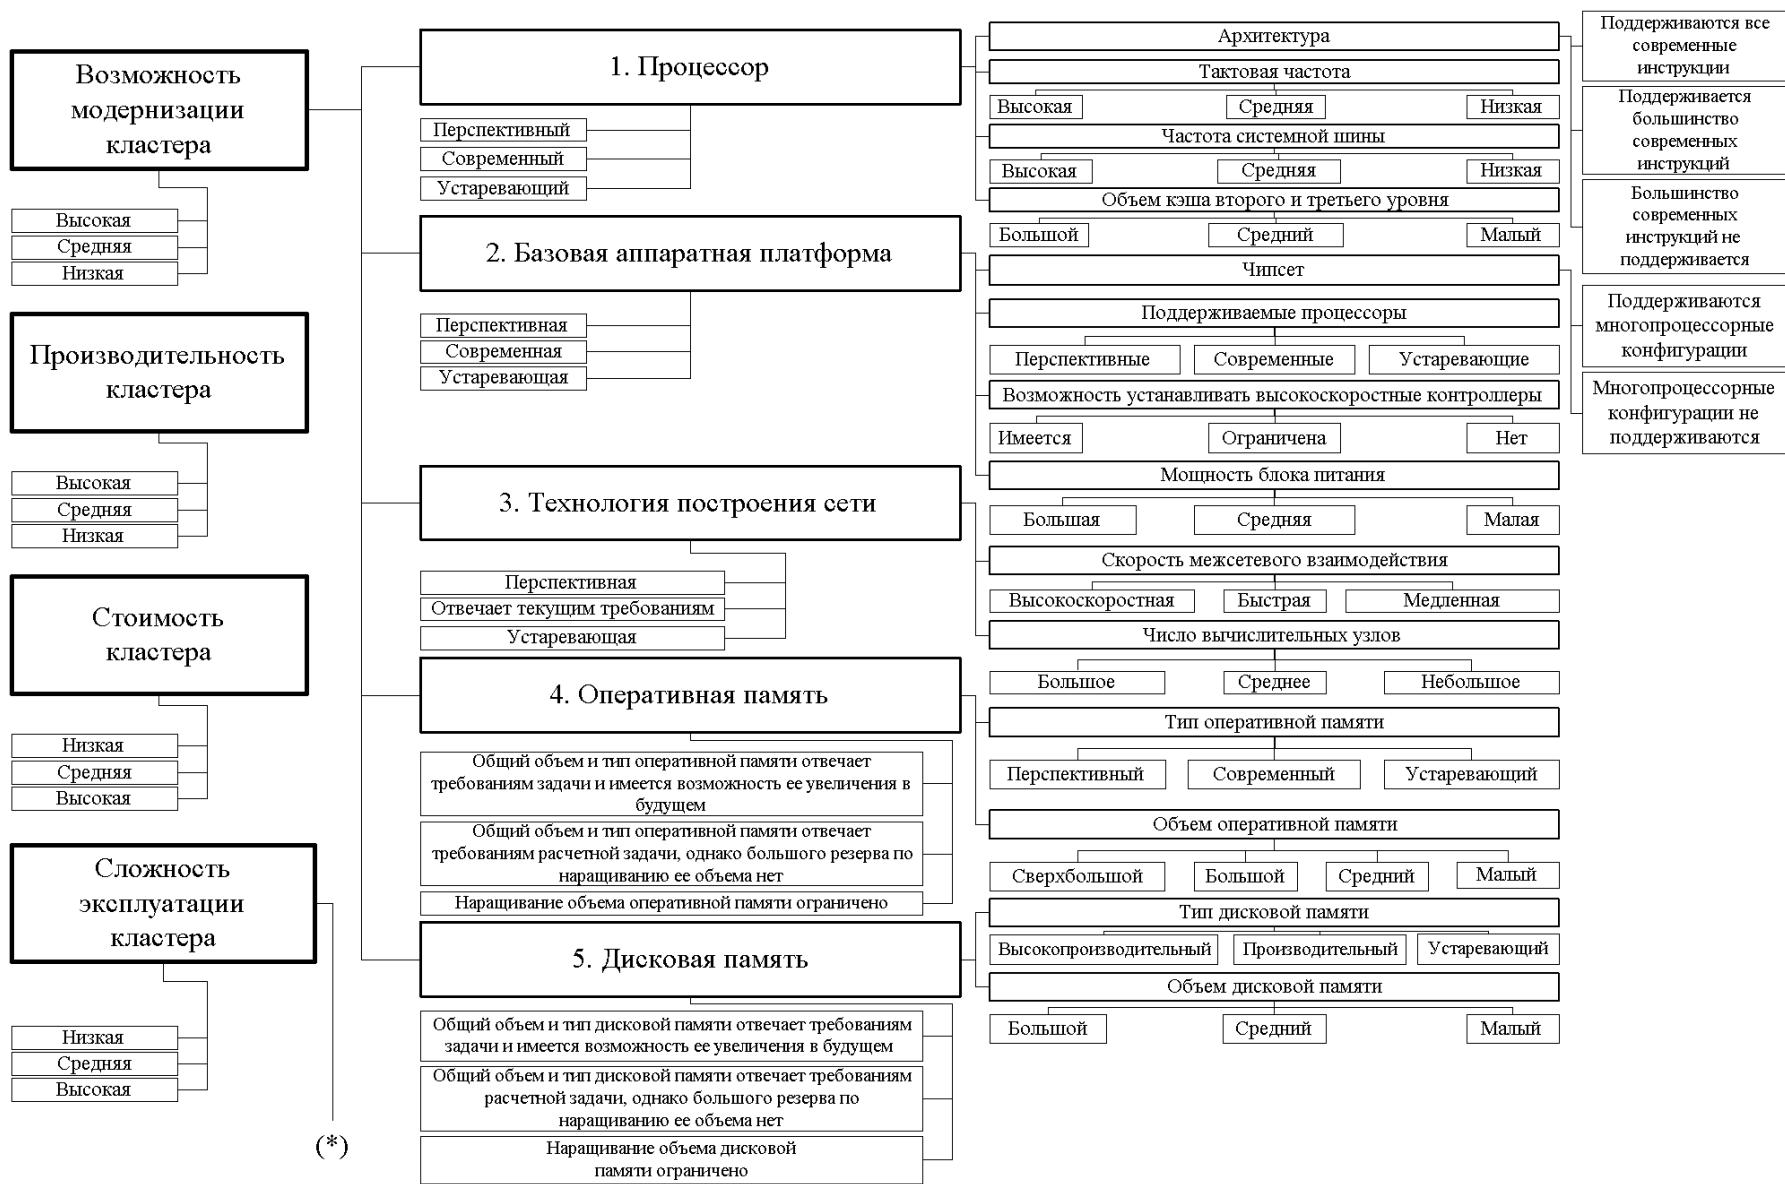 Возможность
модернизации
кластера
Высокая
Средняя
Низкая
Производительность
кластера
Высокая
Средняя
Низкая
Стоимость
кластера
Низкая
Средняя
Высокая
Сложность
эксплуатации
кластера
Низкая
Средняя
Высокая
(*)
1. Процессор
Перспективный
Современный
Устаревающий
2. Базовая аппаратная платформа
Перспективная
Современная
Устаревающая
3. Технология построения сети
Перспективная
Отвечает текущим требованиям
Устаревающая
4. Оперативная память
Общий объем и тип оперативной памяти отвечает
требованиям задачи и имеется возможность ее увеличения в
будущем
Общий объем и тип оперативной памяти отвечает
требованиям расчетной задачи, однако большого резерва по
наращиванию ее объема нет
Наращивание объема оперативной памяти ограничено
5. Дисковая память
Общий объем и тип дисковой памяти отвечает требованиям
задачи и имеется возможность ее увеличения в будущем
Общий объем и тип дисковой памяти отвечает требованиям
расчетной задачи, однако большого резерва по
наращиванию ее объема нет
Наращивание объема дисковой
памяти ограничено
Архитектура
Тактовая частота
Высокая Средняя Низкая
Частота системной шины
Высокая Средняя Низкая
Объем кэша второго и третьего уровня
Большой Средний Малый
Чипсет
Поддерживаемые процессоры
Перспективные Современные Устаревающие
Возможность устанавливать высокоскоростные контроллеры
Имеется Ограничена Нет
Мощность блока питания
Большая Средняя Малая
Скорость межсетевого взаимодействия
Высокоскоростная Быстрая Медленная
Число вычислительных узлов
Большое Среднее Небольшое
Тип оперативной памяти
Перспективный Современный Устаревающий
Объем оперативной памяти
Сверхбольшой Большой Средний Малый
Тип дисковой памяти
Высокопроизводительный Производительный Устаревающий
Объем дисковой памяти
Большой Средний Малый
Поддерживаются все
современные
инструкции
Поддерживается
большинство
современных
инструкций
Большинство
современных
инструкций не
поддерживается
Поддерживаются
многопроцессорные
конфигурации
Многопроцессорные
конфигурации не
поддерживаются